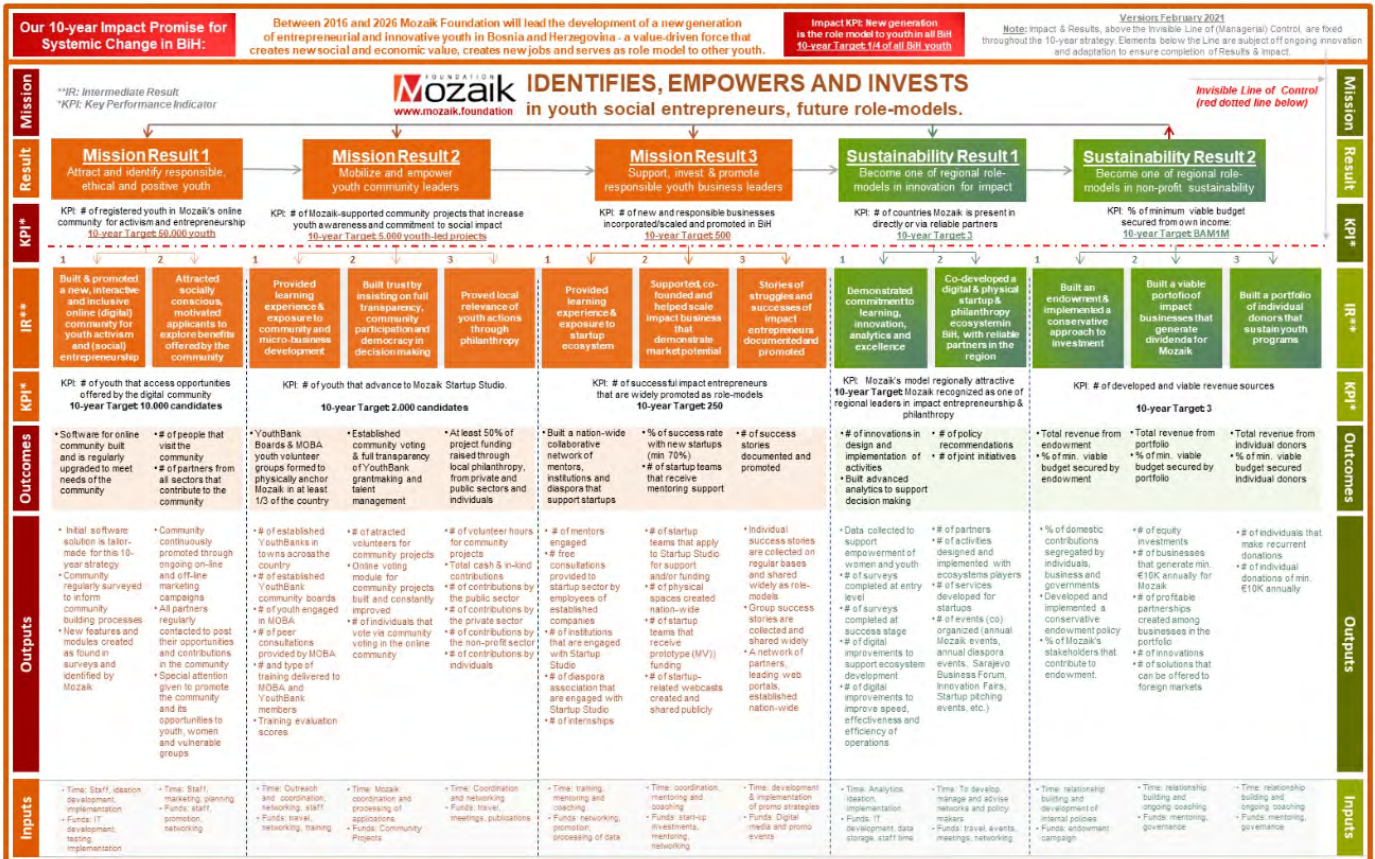 Our 10-year Impact Promise for
Systemic Change in BiH:
Between 2016 and 2026 Mozaik Foundation will lead the development of a new generation
of entrepreneurial and innovative youth in Bosnia and Herzegovina - a value-driven force that
creates new social and economic value, creates new jobs and serves as role model to other youth.
Impact KPI: New generation
is the role model to youth in all BiH
10-year Target 1/4 of all BiH youth
Version: February 2021
Note: Impact & Results, above the Invisible Line of (Managerial) Control, are fixed
throughout the 10-year strategy. Elements below the Line are subject off ongoing innovation
and adaptation to ensure completion of Results & Impact.
Mission
**IR: Intermediate Result
*KPI: Key Performance Indicator
FOUNDATION
Mozaik
www.mozaik.foundation
IDENTIFIES, EMPOWERS AND INVESTS
in youth social entrepreneurs, future role-models.
Invisible Line of Control
(red dotted line below)
Mission
Result
Mission Result 1
Attract and identify responsible,
ethical and positive youth
Mission Result 2
Mobilize and empower
youth community leaders
Mission Result 3
Support, invest & promote
responsible youth business leaders
Sustainability Result 1
Become one of regional role-
models in innovation for impact
Sustainability Result 2
Become one of regional role-
models in non-profit sustainability
Result
KPI*
KPI: # of registered youth in Mozaik's online
community for activism and entrepreneurship
10-year Target 50.000 youth
KPI: # of Mozaik-supported community projects that increase
youth awareness and commitment to social impact
10-year Target 5.000 youth-led projects
KPI: # of new and responsible businesses
incorporated/scaled and promoted in BiH
10-year Target 500
KPI: # of countries Mozaik is present in
directly or via reliable partners
10-year Target 3
KPI: % of minimum viable budget
secured from own income:
10-year Target BAM1M
KPI*
1
2
1
2
3
1
2
3
1
2
1
2
3
IR**
Built & promoted
a new, interactive
and inclusive
online (digital)
community for
youth activism
and (social)
entrepreneurship
Attracted
socially
conscious,
motivated
applicants to
explore benefits
offered by the
community
Provided
learning
experience &
exposure to
community and
micro-business
development
Built trust by
insisting on full
transparency,
community
participation and
democracy in
decision making
Proved local
relevance of
youth actions
through
philanthropy
Provided
learning
experience &
exposure to
startup
ecosystem
Supported, co-
founded and
helped scale
impact business
that
demonstrate
market potential
Stories of
struggles and
successes of
impact
entrepreneurs
documented and
promoted
Demonstrated
commitment to
learning,
innovation,
analytics and
excellence
Co-developed a
digital & physical
startup &
philanthropy
ecosystem in
BiH, with reliable
partners in the
region
Built an
endowment &
implemented a
conservative
approach to
investment
Built a viable
portofio of
impact
businesses that
generate
dividends for
Mozaik
Built a portfolio
of individual
donors that
sustain youth
programs
IR**
KPI*
KPI: # of youth that access opportunities
offered by the digital community
10-year Target: 10.000 candidates
KPI: # of youth that advance to Mozaik Startup Studio.
10-year Target: 2.000 candidates
KPI: # of successful impact entrepreneurs
that are widely promoted as role-models
10-year Target: 250
KPI: Mozaik's model regionally attractive
10-year Target: Mozaik recognized as one of
regional leaders in impact entrepreneurship &
philanthropy
KPI: # of developed and viable revenue sources
10-year Target: 3
KPI*
Outcomes
• Software for online
community built
and is regularly
upgraded to meet
needs of the
community
• # of people that
visit the
community
• # of partners from
all sectors that
contribute to the
community
• YouthBank
Boards & MOBA
youth volunteer
groups formed to
physically anchor
Mozaik in at least
1/3 of the country
• Established
community voting
& full transparency
of YouthBank
grantmaking and
talent
management
• At least 50% of
project funding
raised through
local philanthropy,
from private and
public sectors and
individuals
• Built a nation-wide
collaborative
network of
mentors,
institutions and
diaspora that
support startups
• % of success rate
with new startups
(min 70%)
• # of startup teams
that receive
mentoring support
• # of success
stories
documented and
promoted
• # of innovations in
design and
implementation of
activities
• Built advanced
analytics to support
decision making
• # of policy
recommendations
• # of joint initiatives
• Total revenue from
endowment
• % of min. viable
budget secured by
endowment
• Total revenue from
portfolio
• % of min. viable
budget secured by
portfolio
• Total revenue from
individual donors
• % of min. viable
budget secured
individual donors
Outcomes
Outputs
• Initial software
solution is tailor-
made for this 10-
year strategy
• Community
regularly surveyed
to inform
community
building processes
• New features and
modules created
as found in
surveys and
identified by
Mozaik
• Community
continuously
promoted through
ongoing on-line
and off-line
marketing
campaigns
• All partners
regularly
contacted to post
their opportunities
and contributions
in the community
• Special attention
given to promote
the community
and its
opportunities to
youth, women
and vulnerable
groups
• # of established
YouthBanks in
towns across the
country
• # of established
YouthBank
community boards
• # of youth engaged
in MOBA
• # of peer
consultations
provided by MOBA
• # and type of
training delivered to
MOBA and
YouthBank
members
• Training evaluation
scores.
• # of atracted
volunteers for
community projects
• Online voting
module for
community projects
built and constantly
improved
• # of individuals that
vote via community
voting in the online
community
• # of volunteer hours
for community
projects
• Total cash & in-kind
contributions
• # of contributions by
the public sector
• # of contributions by
the private sector
• # of contributions by
the non-profit sector
• # of contributions by
individuals
• # of mentors
engaged
• # free
consultations
provided to
startup sector by
employees of
established
companies
• # of institutions
that are engaged
with Startup
Studio
• # of diaspora
association that
are engaged with
Startup Studio
• # of internships
• # of startup
teams that apply
to Startup Studio
for support
and/or funding
• # of physical
spaces created
nation-wide
• # of startup
teams that
receive
prototype (MV))
funding
• # of startup-
related webcasts
created and
shared publicly
• Individual
success stories
are collected on
regular bases
and shared
widely as role-
models
• Group success
stories are
collected and
shared widely
• A network of
partners,
leading web
portals,
established
nation-wide
• Data collected to
support
empowerment of
women and youth
• # of surveys
completed at entry
level
• # of surveys
completed at
success stage
• # of digital
improvements to
support ecosystem
development
• # of digital
improvements to
improve speed,
effectiveness and
efficiency of
operations
• # of partners
• # of activities
designed and
implemented with
ecosystems players
• # of services
developed for
startups
• # of events (co)
organized (annual
Mozaik events,
annual diaspora
events, Sarajevo
Business Forum,
Innovation Fairs,
Startup pitching
events, etc.)
• % of domestic
contributions
segregated by
individuals,
business and
governments
• Developed and
implemented a
conservative
endowment policy
• % of Mozaik's
stakeholders that
contribute to
endowment.
• # of equity
investments
• # of businesses
that generate min.
€10K annually for
Mozaik
• # of profitable
partnerships
created among
businesses in the
portfolio
• # of innovations
• # of solutions that
can be offered to
foreign markets
• # of individuals that
make recurrent
donations
• # of individual
donations of min.
€10K annually
Outputs
Inputs
• Time: Staff, ideation
development,
implementation
• Funds: IT
development,
testing,
implementation
• Time: Staff,
marketing, planning
• Funds: staff,
promotion,
networking
• Time: Outreach
and coordination,
networking, staff
• Funds: travel,
networking, training
• Time: Mozaik
coordination and
processing of
applications
• Funds: Community
Projects
• Time: Coordination
and networking
• Funds: travel,
meetings, publications
• Time: training,
mentoring and
coaching
• Funds: networking,
promotion,
processing of data
• Time: coordination,
mentoring and
coaching
• Funds: start-up
investments,
mentoring,
networking
• Time: development
& implementation
of promo strategies
• Funds: Digital
media and promo
events
• Time: Analytics,
ideation,
implementation
• Funds: IT
development, data
storage, staff time
• Time: To develop,
manage and advise
networks and policy
makers
• Funds: travel, events,
meetings, networking
• Time: relationship
building and
development of
internal policies
• Funds: endowment
campaign
• Time: relationship
building and
ongoing coaching
• Funds: mentoring,
governance
• Time: relationship
building and
ongoing coaching
• Funds: mentoring,
governance
Inputs